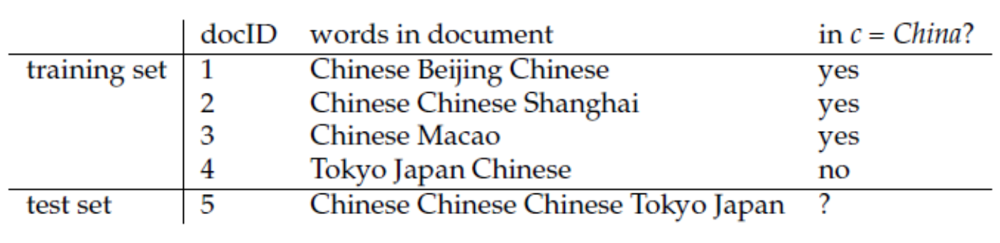 docID words in document in c = China?
training set 1 Chinese Beijing Chinese yes
2 Chinese Chinese Shanghai yes
3 Chinese Macao yes
4 Tokyo Japan Chinese no
test set 5 Chinese Chinese Chinese Tokyo Japan ?